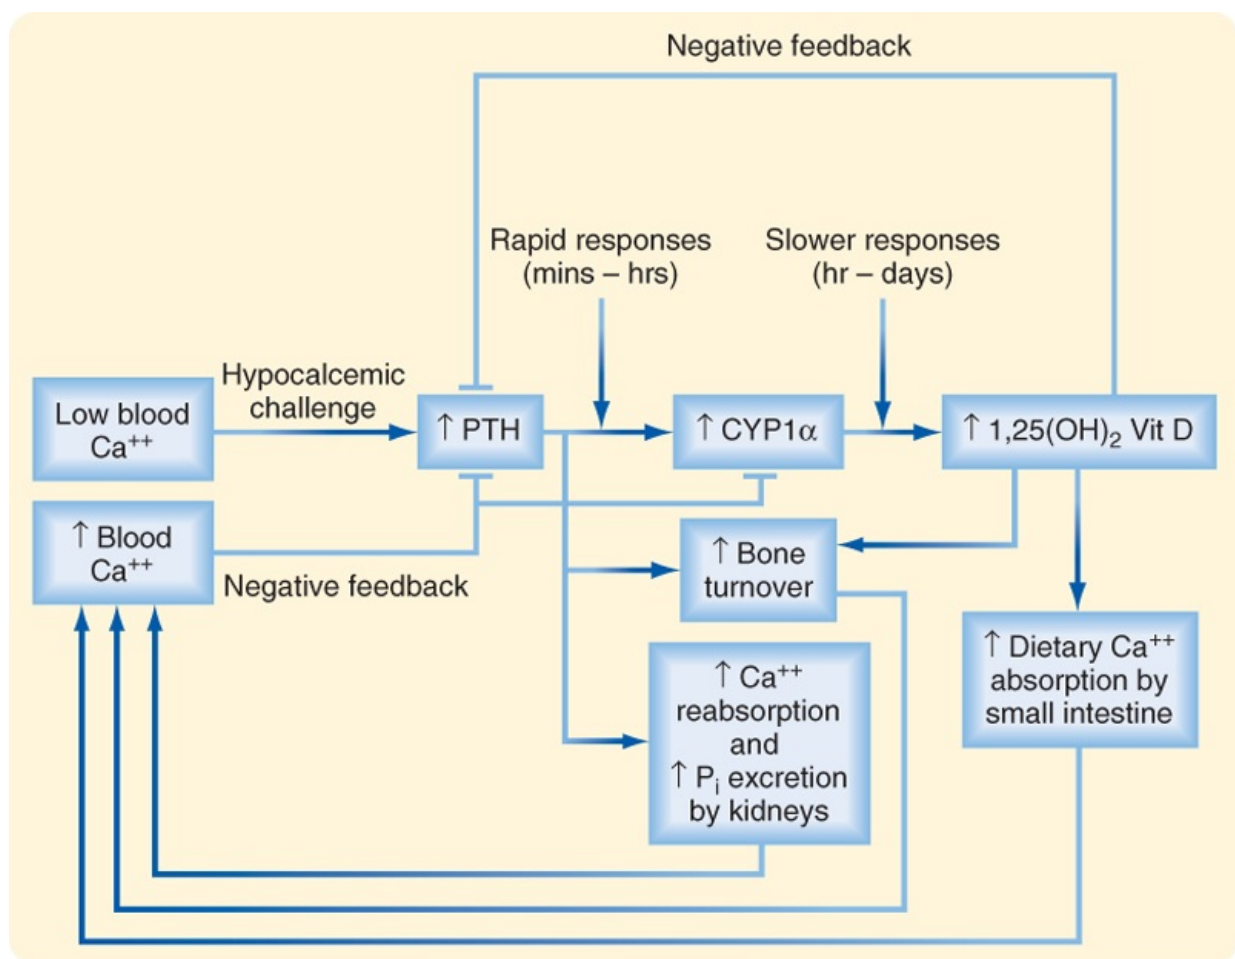 Negative feedback
Rapid responses
(mins – hrs)
Slower responses
(hr – days)
Hypocalcemic
challenge
Low blood
Ca⁺⁺
↑ PTH
↑ CYP1α
↑ 1,25(OH)₂ Vit D
↑ Blood
Ca⁺⁺
Negative feedback
↑ Bone
turnover
↑ Ca⁺⁺
reabsorption
and
↑ Pᵢ excretion
by kidneys
↑ Dietary Ca⁺⁺
absorption by
small intestine